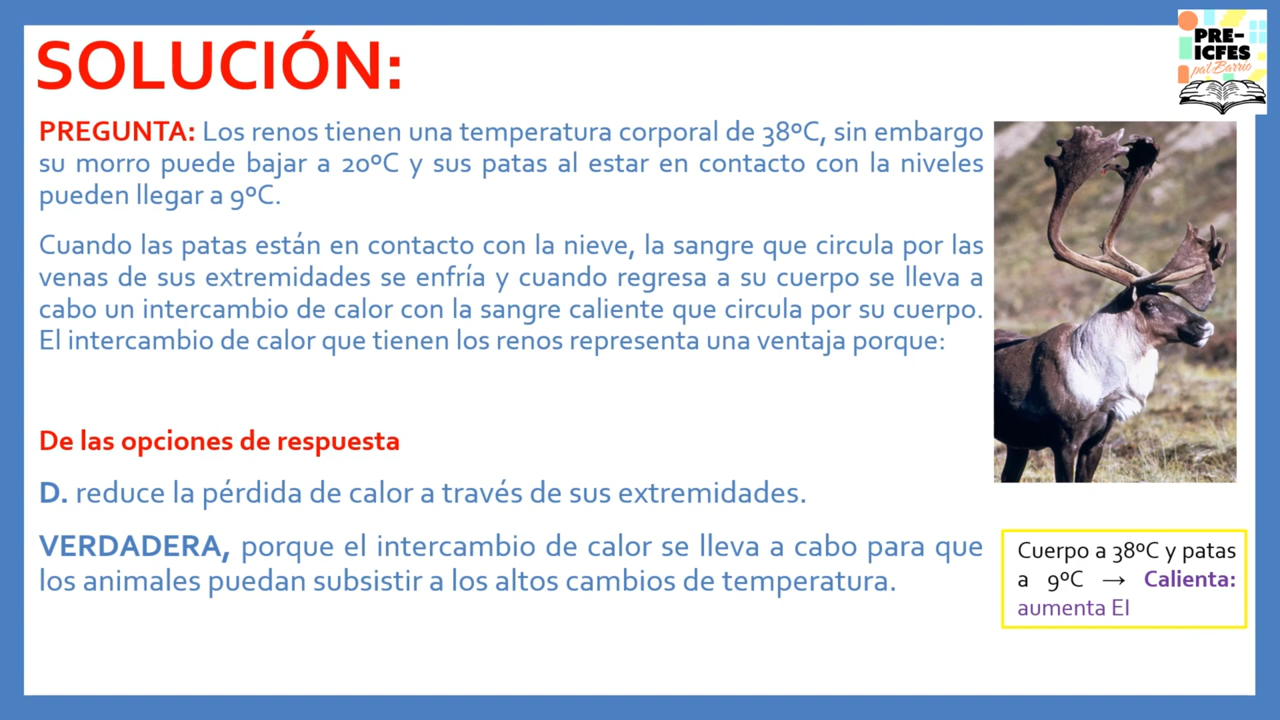 SOLUCIÓN:
PRE-
ICFES
pa'l Barrio
PREGUNTA: Los renos tienen una temperatura corporal de 38ºC, sin embargo
su morro puede bajar a 20ºC y sus patas al estar en contacto con la niveles
pueden llegar a 9ºC.
Cuando las patas están en contacto con la nieve, la sangre que circula por las
venas de sus extremidades se enfría y cuando regresa a su cuerpo se lleva a
cabo un intercambio de calor con la sangre caliente que circula por su cuerpo.
El intercambio de calor que tienen los renos representa una ventaja porque:
De las opciones de respuesta
D. reduce la pérdida de calor a través de sus extremidades.
VERDADERA, porque el intercambio de calor se lleva a cabo para que
los animales puedan subsistir a los altos cambios de temperatura.
Cuerpo a 38ºC y patas
a 9ºC → Calienta:
aumenta EI